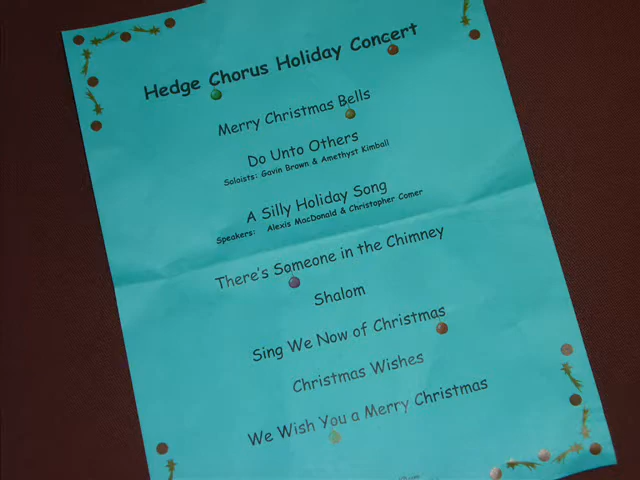 Hedge Chorus Holiday Concert
Merry Christmas Bells
Do Unto Others
Soloists: Gavin Brown & Amethyst Kimball
A Silly Holiday Song
Speakers: Alexis MacDonald & Christopher Comer
There's Someone in the Chimney
Shalom
Sing We Now of Christmas
Christmas Wishes
We Wish You a Merry Christmas